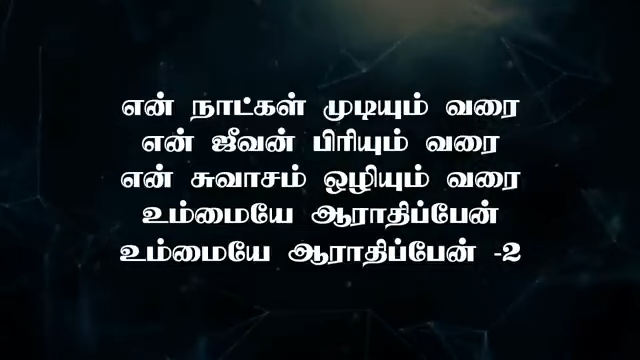 என் நாட்கள் முடியும் வரை
என் ஜீவன் பிரியும் வரை
என் சுவாசம் ஒழியும் வரை
உம்மையே ஆராதிப்பேன்
உம்மையே ஆராதிப்பேன் -2